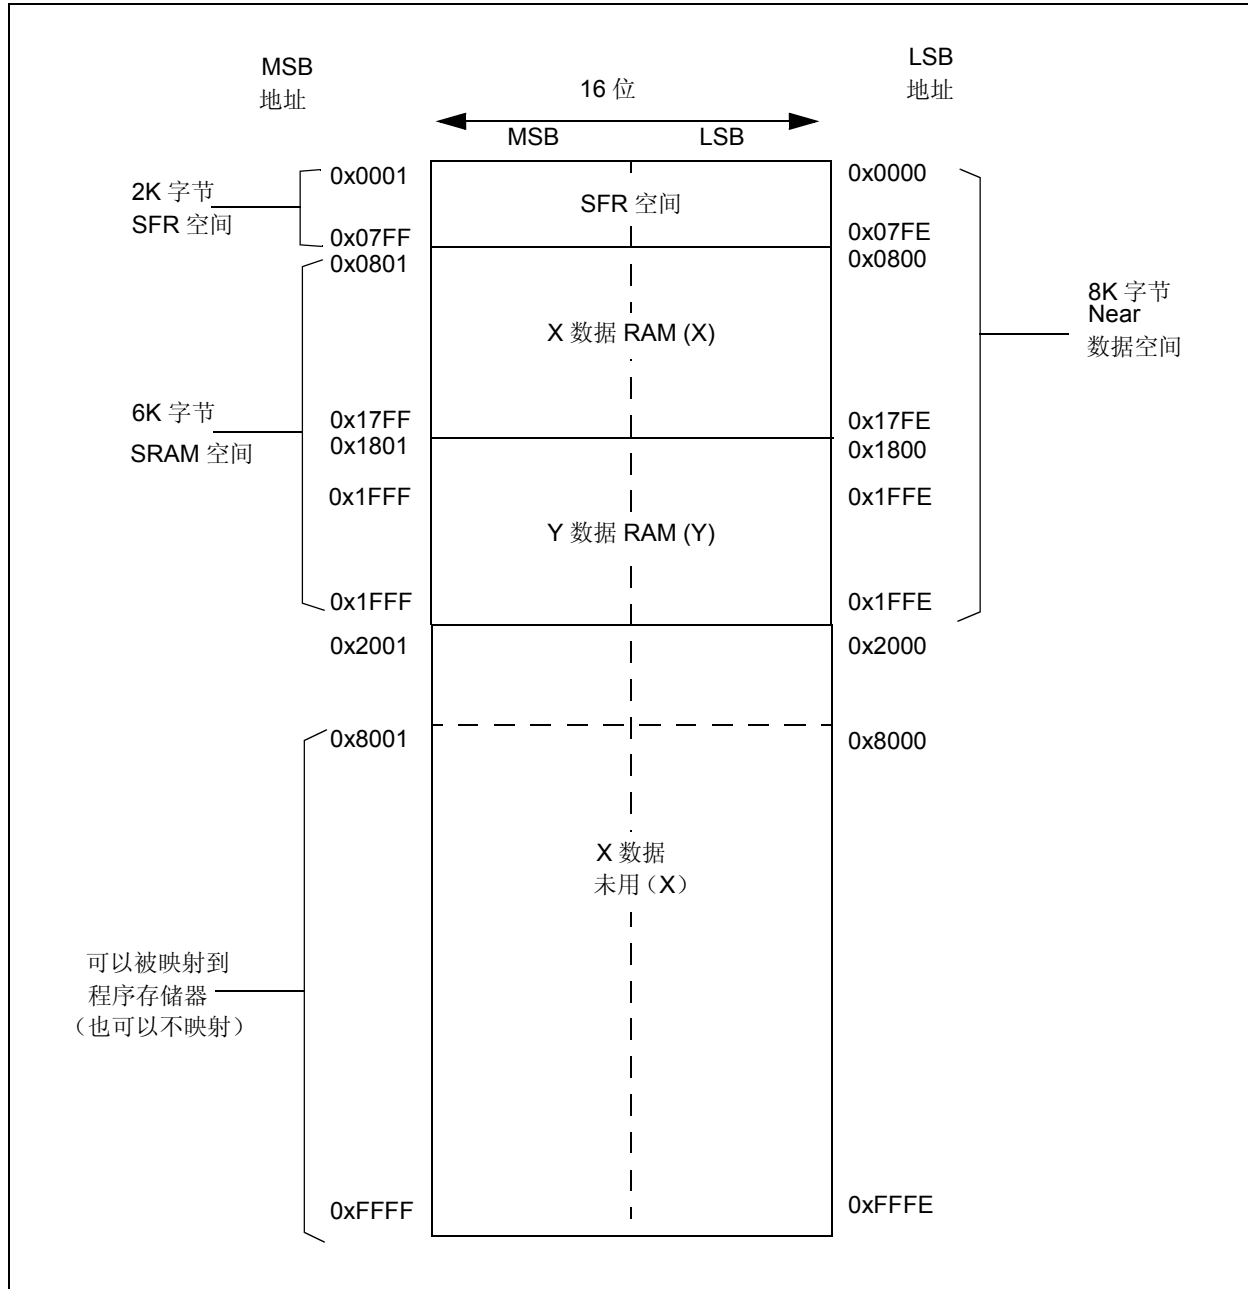 MSB
地址
LSB
地址
16 位
MSB
LSB
2K 字节
SFR 空间
0x0001
SFR 空间
0x0000
0x07FF
0x07FE
0x0801
0x0800
8K 字节
Near
数据空间
X 数据 RAM (X)
6K 字节
SRAM 空间
0x17FF
0x17FE
0x1801
0x1800
0x1FFF
0x1FFE
Y 数据 RAM (Y)
0x1FFF
0x1FFE
0x2001
0x2000
0x8001
0x8000
X 数据
未用（X）
可以被映射到
程序存储器
（也可以不映射）
0xFFFF
0xFFFE